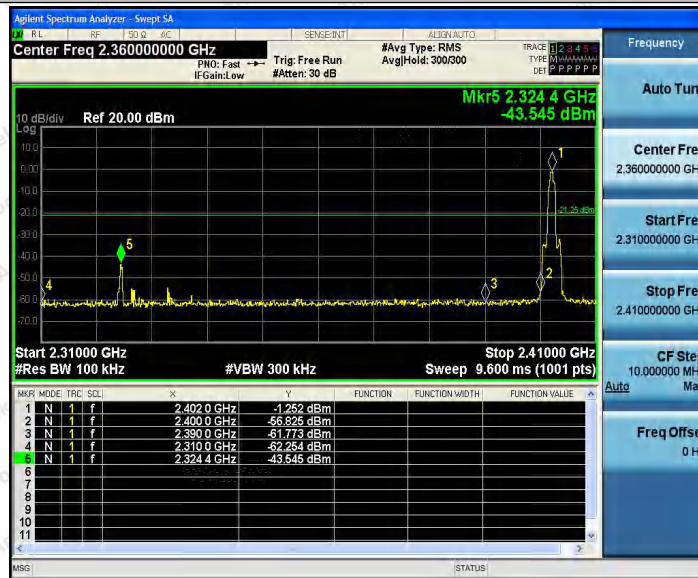 Agilent Spectrum Analyzer - Swept SA
RL RF 50 Ω AC SENSE:INT ALIGN AUTO
Center Freq 2.360000000 GHz
PNO: Fast
IFGain:Low
Trig: Free Run
#Atten: 30 dB
#Avg Type: RMS
Avg|Hold: 300/300
TRACE 1 2 3 4 5 6
TYPE M
DET P P P P P P
Mkr5 2.324 4 GHz
-43.545 dBm
10 dB/div Ref 20.00 dBm
Log
10.0
0.00
-10.0
-20.0
-30.0
-40.0
-50.0
-60.0
-70.0
-21.25 dBm
1
2
3
4
5
Start 2.31000 GHz Stop 2.41000 GHz
#Res BW 100 kHz #VBW 300 kHz Sweep 9.600 ms (1001 pts)
MKR MODE TRC SCL X Y FUNCTION FUNCTION WIDTH FUNCTION VALUE
1 N 1 f 2.402 0 GHz -1.252 dBm
2 N 1 f 2.400 0 GHz -56.825 dBm
3 N 1 f 2.390 0 GHz -61.773 dBm
4 N 1 f 2.310 0 GHz -62.254 dBm
5 N 1 f 2.324 4 GHz -43.545 dBm
6
7
8
9
10
11
MSG STATUS
Frequency
Auto Tun
Center Fre
2.360000000 GH
Start Fre
2.310000000 GH
Stop Fre
2.410000000 GH
CF Ste
10.000000 MH
Auto Ma
Freq Offse
0 H